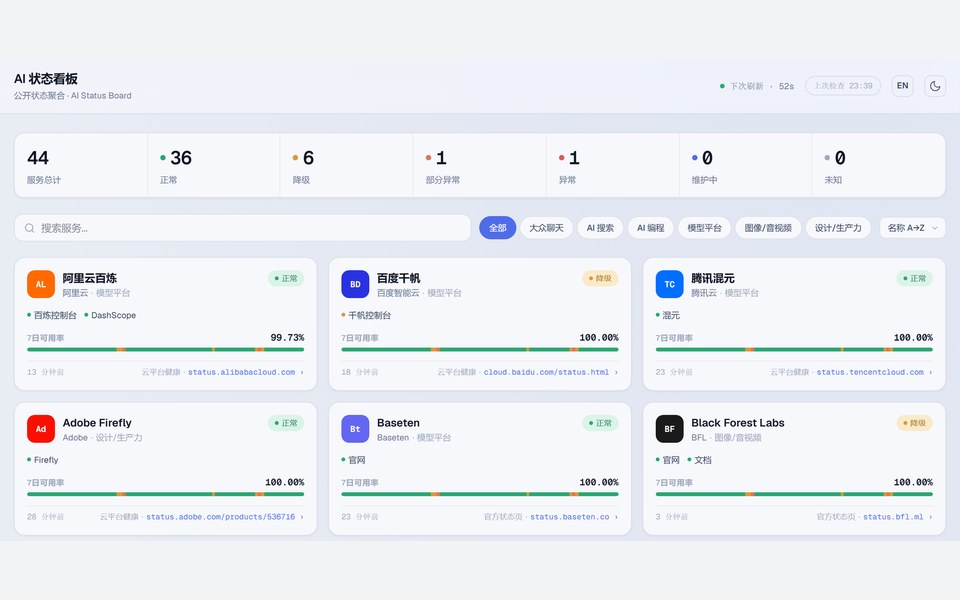 AI 状态看板
公开状态聚合 · AI Status Board
下次刷新 · 52s
上次检查 23:39
EN
44
服务总计
36
正常
6
降级
1
部分异常
1
异常
0
维护中
0
未知
搜索服务…
全部
大众聊天
AI 搜索
AI 编程
模型平台
图像/音视频
设计/生产力
名称 A→Z
AL
阿里云百炼
阿里云 · 模型平台
正常
百炼控制台
DashScope
7日可用率
99.73%
13 分钟前
云平台健康 · status.alibabacloud.com ›
BD
百度千帆
百度智能云 · 模型平台
降级
千帆控制台
7日可用率
100.00%
18 分钟前
云平台健康 · cloud.baidu.com/status.html ›
TC
腾讯混元
腾讯云 · 模型平台
正常
混元
7日可用率
100.00%
23 分钟前
云平台健康 · status.tencentcloud.com ›
Ad
Adobe Firefly
Adobe · 设计/生产力
正常
Firefly
7日可用率
100.00%
28 分钟前
云平台健康 · status.adobe.com/products/536716 ›
Bt
Baseten
Baseten · 模型平台
正常
官网
7日可用率
100.00%
23 分钟前
官方状态页 · status.baseten.co ›
BF
Black Forest Labs
BFL · 图像/音视频
降级
官网
文档
7日可用率
100.00%
3 分钟前
官方状态页 · status.bfl.ml ›